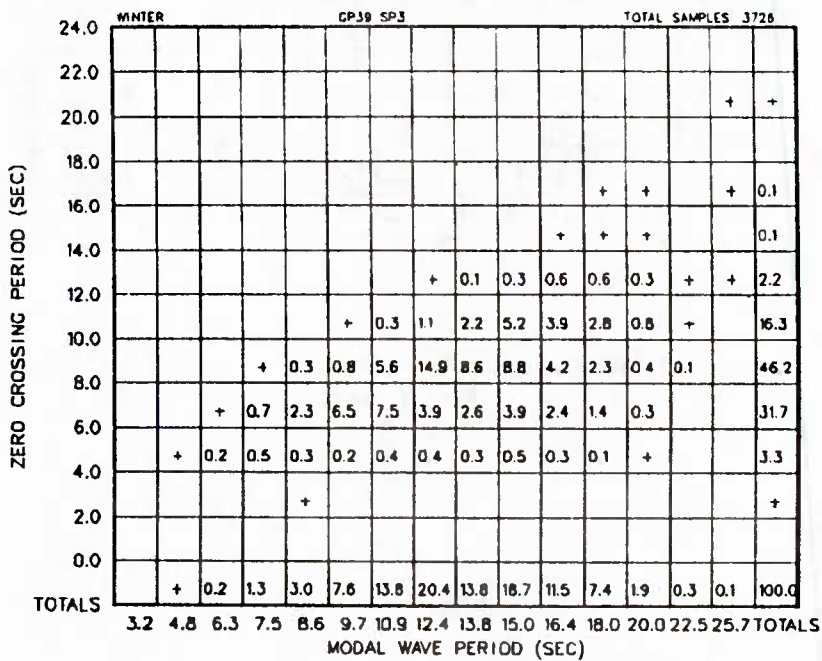 WINTER GP39 SP3 TOTAL SAMPLES 3726
24.0
22.0
+ +
20.0
18.0
+ + + 0.1
16.0
+ + + 0.1
14.0
+ 0.1 0.3 0.6 0.6 0.3 + + 2.2
12.0
+ 0.3 1.1 2.2 5.2 3.9 2.8 0.8 + 16.3
10.0
+ 0.3 0.8 5.6 14.9 8.6 8.8 4.2 2.3 0.4 0.1 46.2
8.0
+ 0.7 2.3 6.5 7.5 3.9 2.6 3.9 2.4 1.4 0.3 31.7
6.0
+ 0.2 0.5 0.3 0.2 0.4 0.4 0.3 0.5 0.3 0.1 + 3.3
4.0
+ +
2.0
0.0
+ 0.2 1.3 3.0 7.6 13.8 20.4 13.8 18.7 11.5 7.4 1.9 0.3 0.1 100.0
TOTALS
3.2 4.8 6.3 7.5 8.6 9.7 10.9 12.4 13.8 15.0 16.4 18.0 20.0 22.5 25.7 TOTALS
MODAL WAVE PERIOD (SEC)
ZERO CROSSING PERIOD (SEC)